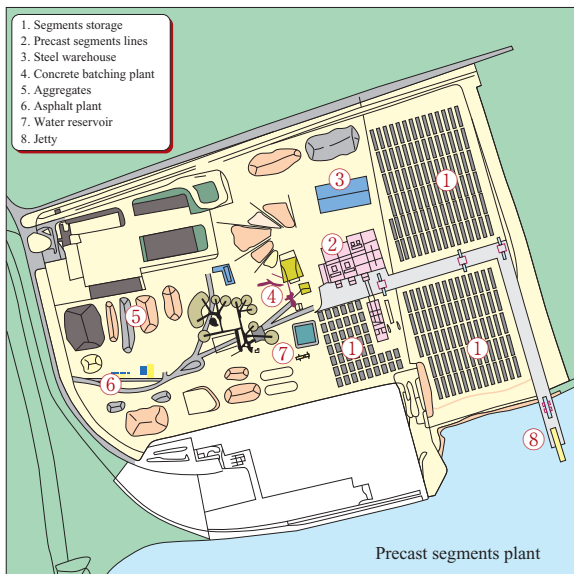 1. Segments storage
2. Precast segments lines
3. Steel warehouse
4. Concrete batching plant
5. Aggregates
6. Asphalt plant
7. Water reservoir
8. Jetty
3
1
2
4
5
1
7
1
6
8
Precast segments plant